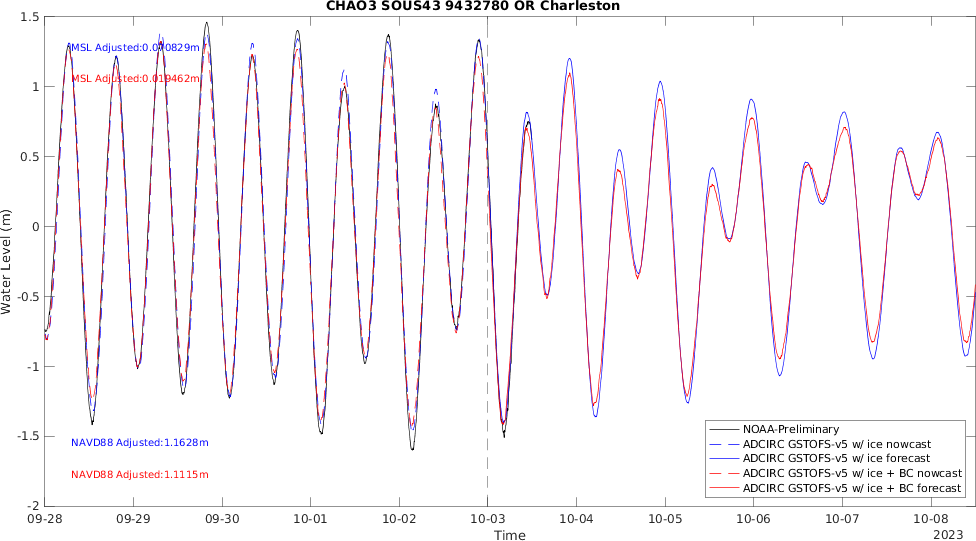 CHAO3 SOUS43 9432780 OR Charleston
1.5
1
0.5
0
-0.5
-1
-1.5
-2
Water Level (m)
MSL Adjusted:0.0
0829m
MSL Adjusted:0.019462m
NAVD88 Adjusted:1.1628m
NAVD88 Adjusted:1.1115m
NOAA-Preliminary
ADCIRC GSTOFS-v5 w/ ice nowcast
ADCIRC GSTOFS-v5 w/ ice forecast
ADCIRC GSTOFS-v5 w/ ice + BC nowcast
ADCIRC GSTOFS-v5 w/ ice + BC forecast
09-28 09-29 09-30 10-01 10-02 10-03 10-04 10-05 10-06 10-07 10-08
Time
2023